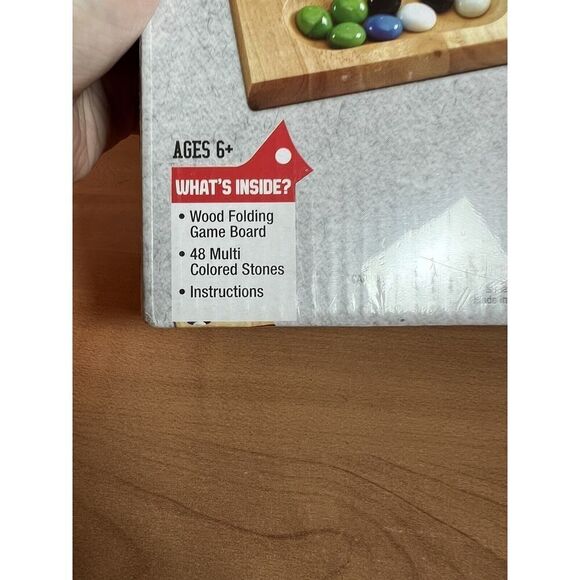 AGES 6+
WHAT'S INSIDE?
• Wood Folding
Game Board
• 48 Multi
Colored Stones
• Instructions